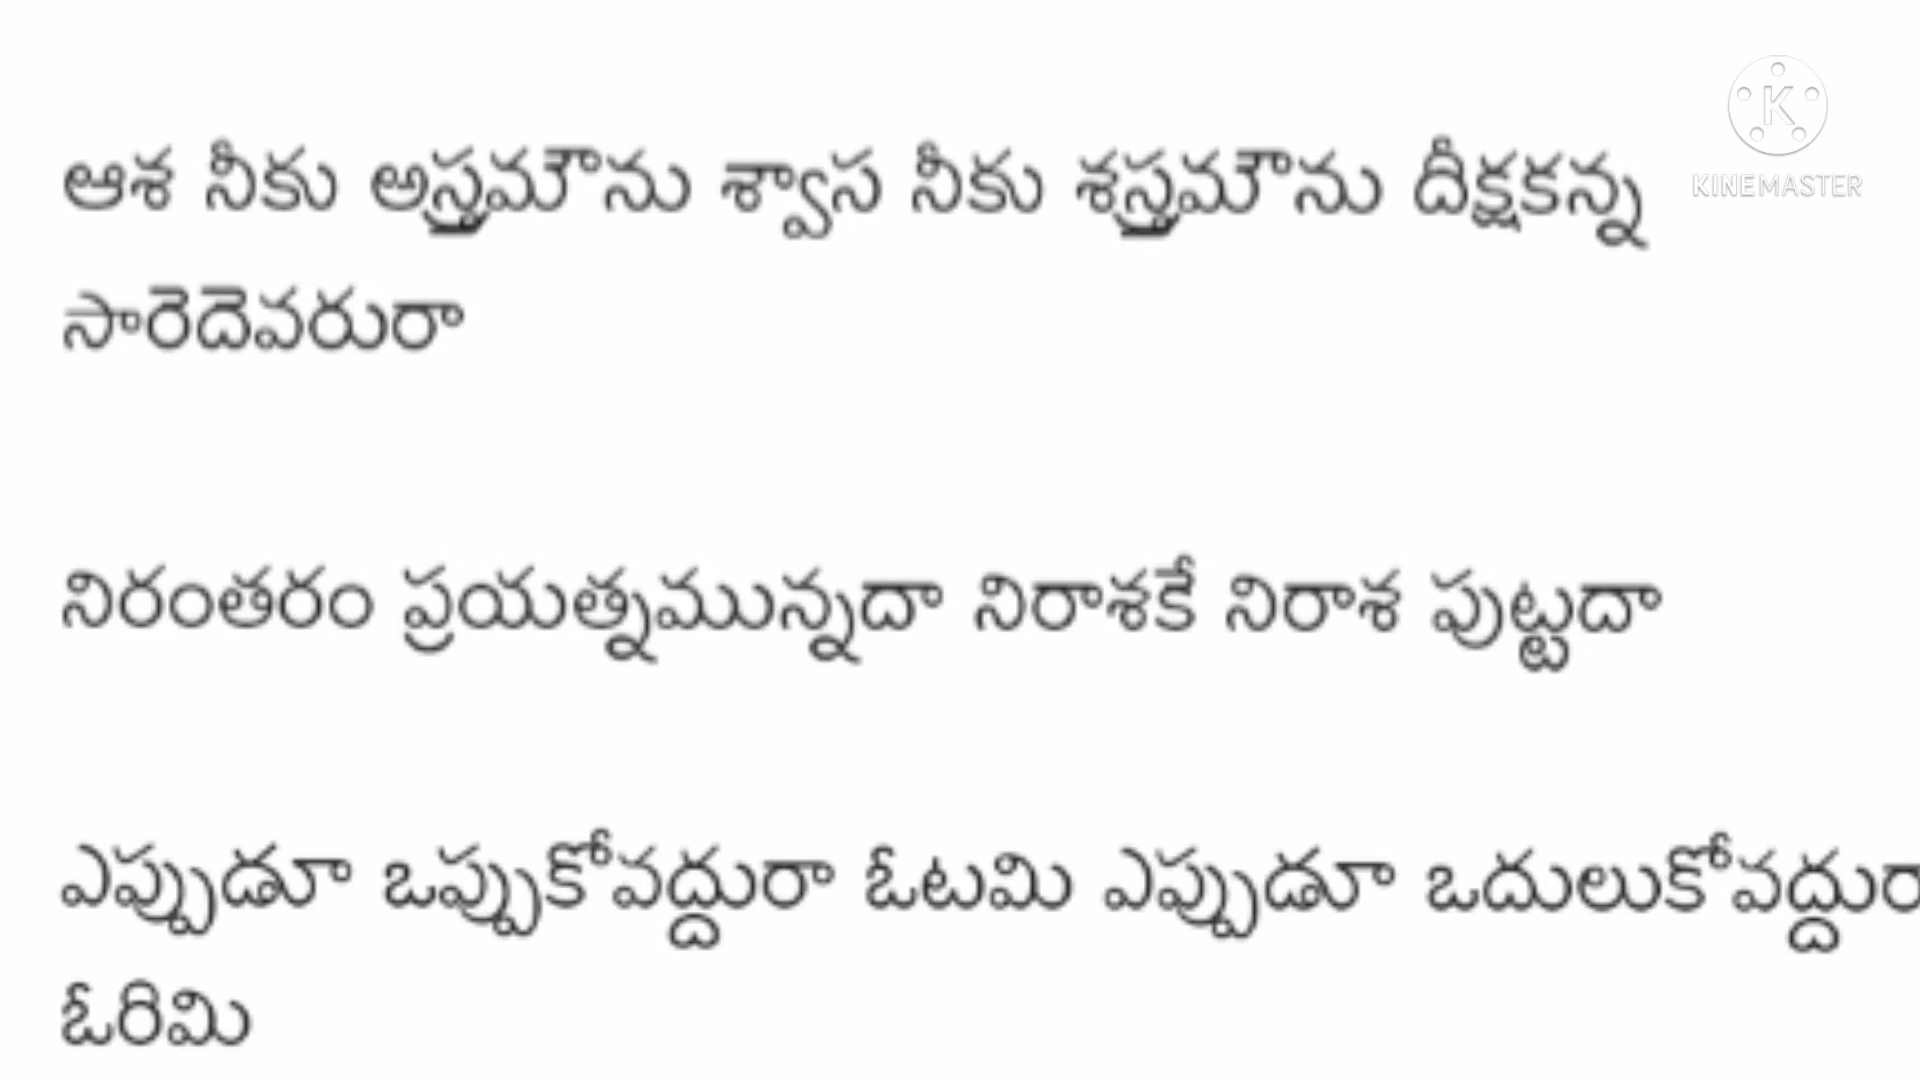 ఆశ నీకు అస్త్రమౌను శ్వాస నీకు శస్త్రమౌను దీక్షకన్న
సారెదెవరురా
నిరంతరం ప్రయత్నమున్నదా నిరాశకే నిరాశ పుట్టదా
ఎప్పుడూ ఒప్పుకోవద్దురా ఓటమి ఎప్పుడూ ఒదులుకోవద్దురా
ఓరిమి
KINEMASTER